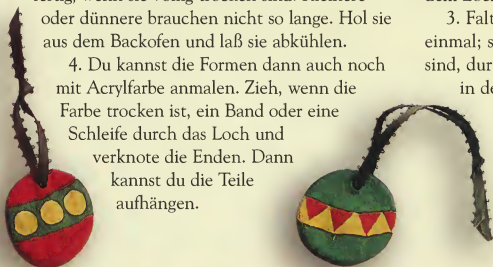 oder dünnere brauchen nicht so lange. Hol sie
aus dem Backofen und laß sie abkühlen.
4. Du kannst die Formen dann auch noch
mit Acrylfarbe anmalen. Zieh, wenn die
Farbe trocken ist, ein Band oder eine
Schleife durch das Loch und
verknote die Enden. Dann
kannst du die Teile
aufhängen.
3. Falt
einmal; s
sind, dur
in de